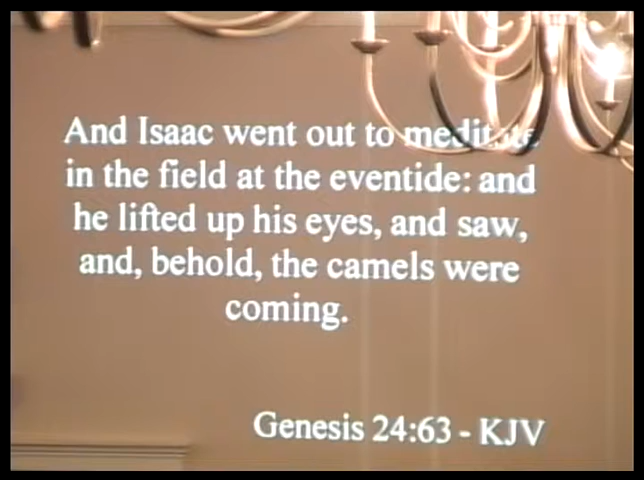 And Isaac went out to meditate
in the field at the eventide: and
he lifted up his eyes, and saw,
and, behold, the camels were
coming.
Genesis 24:63 - KJV